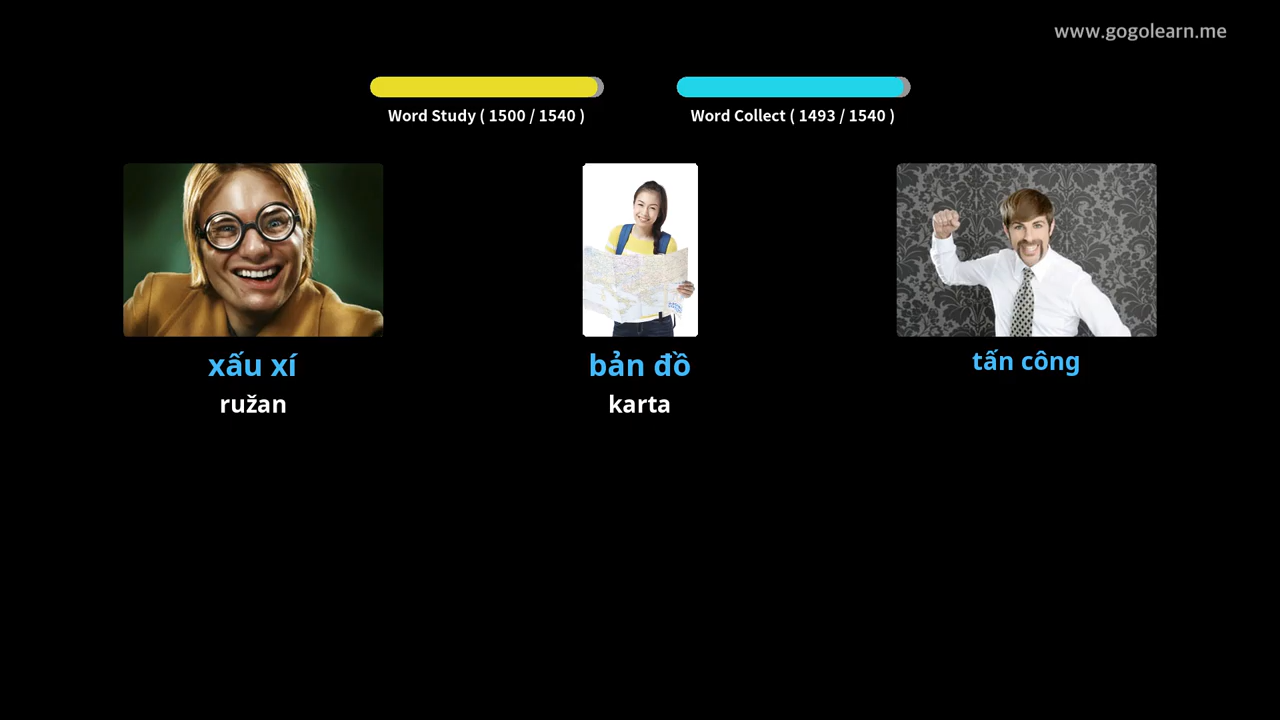 www.gogolearn.me
Word Study ( 1500 / 1540 )
Word Collect ( 1493 / 1540 )
xấu xí
ružan
bản đồ
karta
tấn công